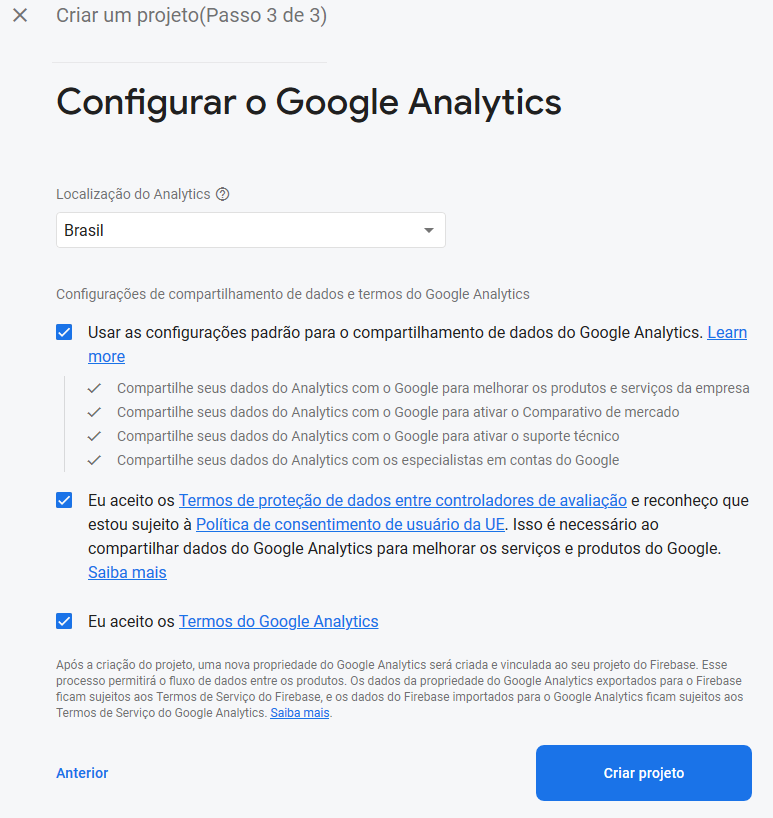 Criar um projeto(Passo 3 de 3)
Configurar o Google Analytics
Localização do Analytics
Brasil
Configurações de compartilhamento de dados e termos do Google Analytics
Usar as configurações padrão para o compartilhamento de dados do Google Analytics. Learn
more
Compartilhe seus dados do Analytics com o Google para melhorar os produtos e serviços da empresa
Compartilhe seus dados do Analytics com o Google para ativar o Comparativo de mercado
Compartilhe seus dados do Analytics com o Google para ativar o suporte técnico
Compartilhe seus dados do Analytics com os especialistas em contas do Google
Eu aceito os Termos de proteção de dados entre controladores de avaliação e reconheço que
estou sujeito à Política de consentimento de usuário da UE. Isso é necessário ao
compartilhar dados do Google Analytics para melhorar os serviços e produtos do Google.
Saiba mais
Eu aceito os Termos do Google Analytics
Após a criação do projeto, uma nova propriedade do Google Analytics será criada e vinculada ao seu projeto do Firebase. Esse
processo permitirá o fluxo de dados entre os produtos. Os dados da propriedade do Google Analytics exportados para o Firebase
ficam sujeitos aos Termos de Serviço do Firebase, e os dados do Firebase importados para o Google Analytics ficam sujeitos aos
Termos de Serviço do Google Analytics. Saiba mais.
Anterior
Criar projeto